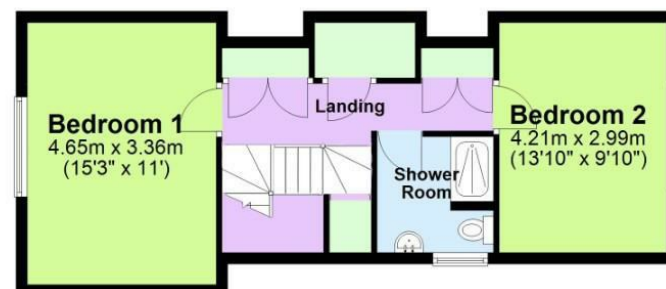 Bedroom 1
4.65m x 3.36m
(15'3" x 11')
Landing
Shower
Room
Bedroom 2
4.21m x 2.99m
(13'10" x 9'10")